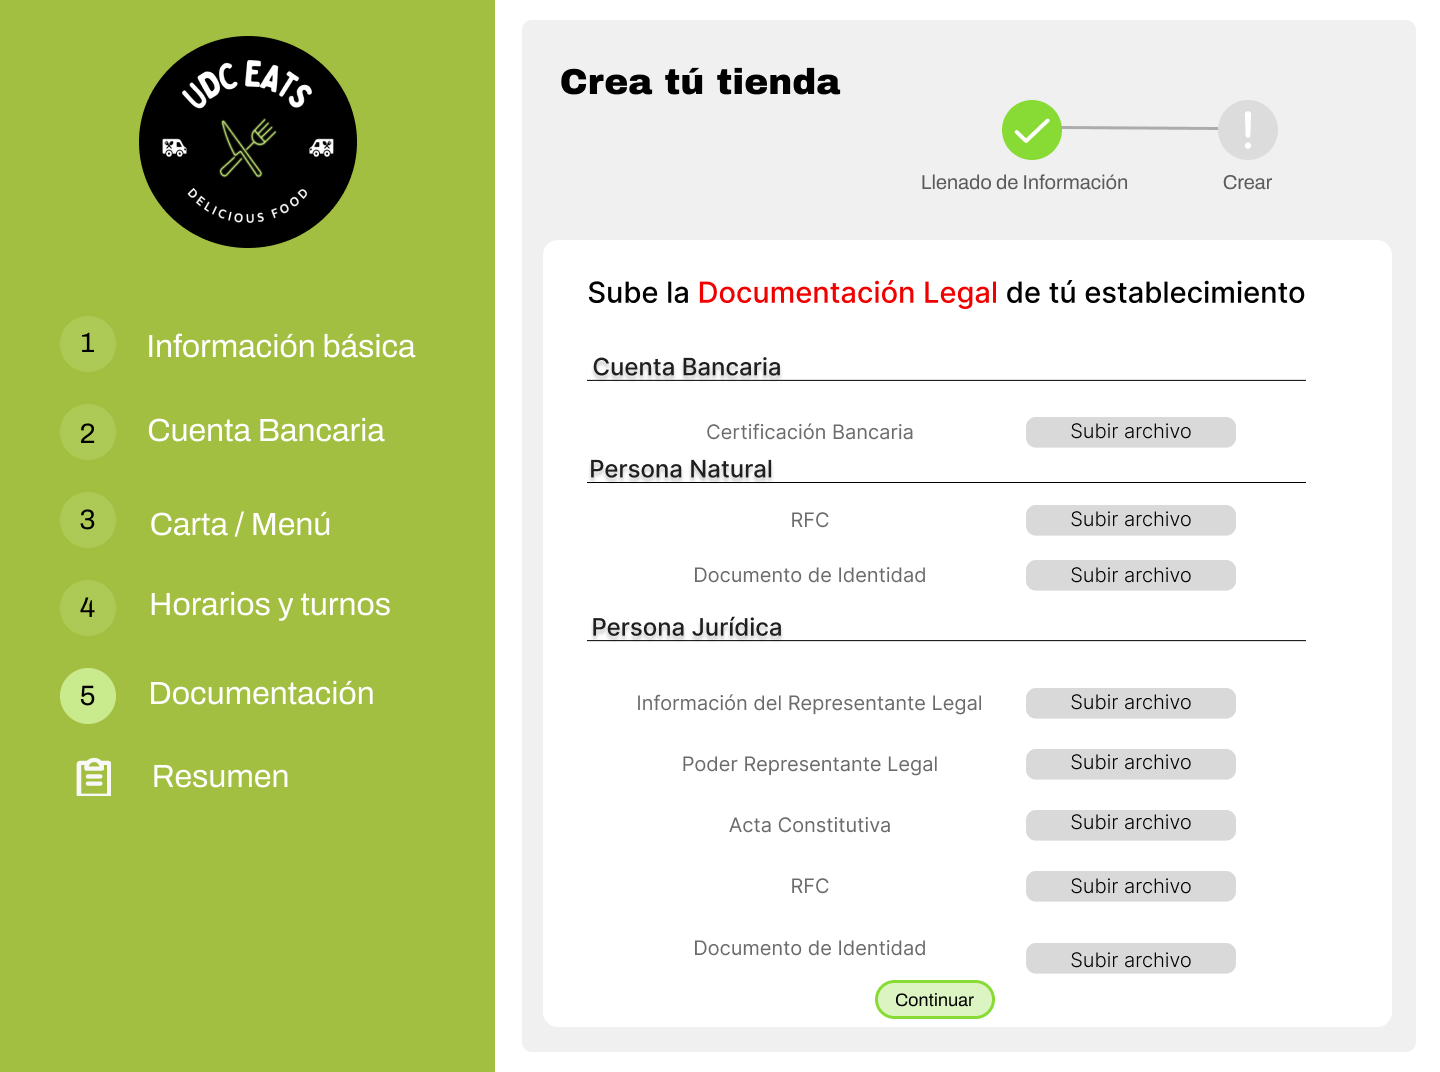 UDC EATS
DELICIOUS FOOD
1 Información básica
2 Cuenta Bancaria
3 Carta / Menú
4 Horarios y turnos
5 Documentación
Resumen
Crea tú tienda
Llenado de Información
Crear
Sube la Documentación Legal de tú establecimiento
Cuenta Bancaria
Certificación Bancaria Subir archivo
Persona Natural
RFC Subir archivo
Documento de Identidad Subir archivo
Persona Jurídica
Información del Representante Legal Subir archivo
Poder Representante Legal Subir archivo
Acta Constitutiva Subir archivo
RFC Subir archivo
Documento de Identidad Subir archivo
Continuar